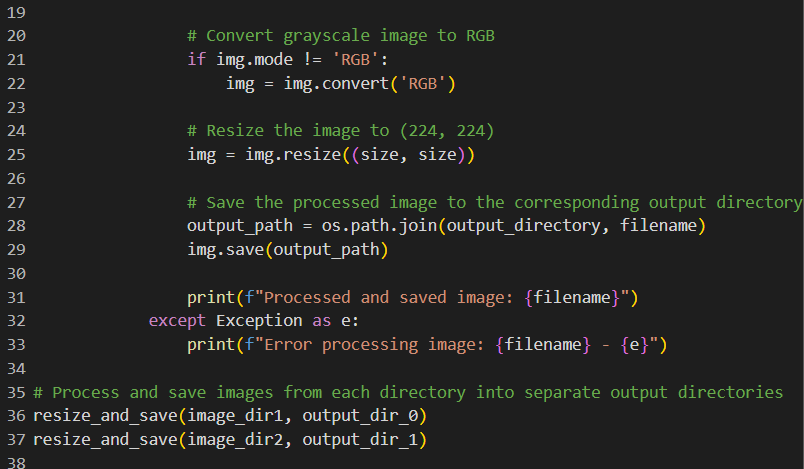 19
20                 # Convert grayscale image to RGB
21                 if img.mode != 'RGB':
22                     img = img.convert('RGB')
23
24                 # Resize the image to (224, 224)
25                 img = img.resize((size, size))
26
27                 # Save the processed image to the corresponding output directory
28                 output_path = os.path.join(output_directory, filename)
29                 img.save(output_path)
30
31                 print(f"Processed and saved image: {filename}")
32             except Exception as e:
33                 print(f"Error processing image: {filename} - {e}")
34
35 # Process and save images from each directory into separate output directories
36 resize_and_save(image_dir1, output_dir_0)
37 resize_and_save(image_dir2, output_dir_1)
38